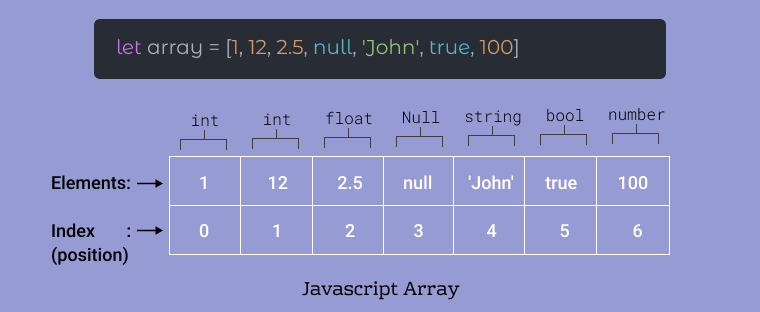 let array = [1, 12, 2.5, null, 'John', true, 100]
int int float Null string bool number
Elements: 1 12 2.5 null 'John' true 100
Index : 0 1 2 3 4 5 6
(position)
Javascript Array